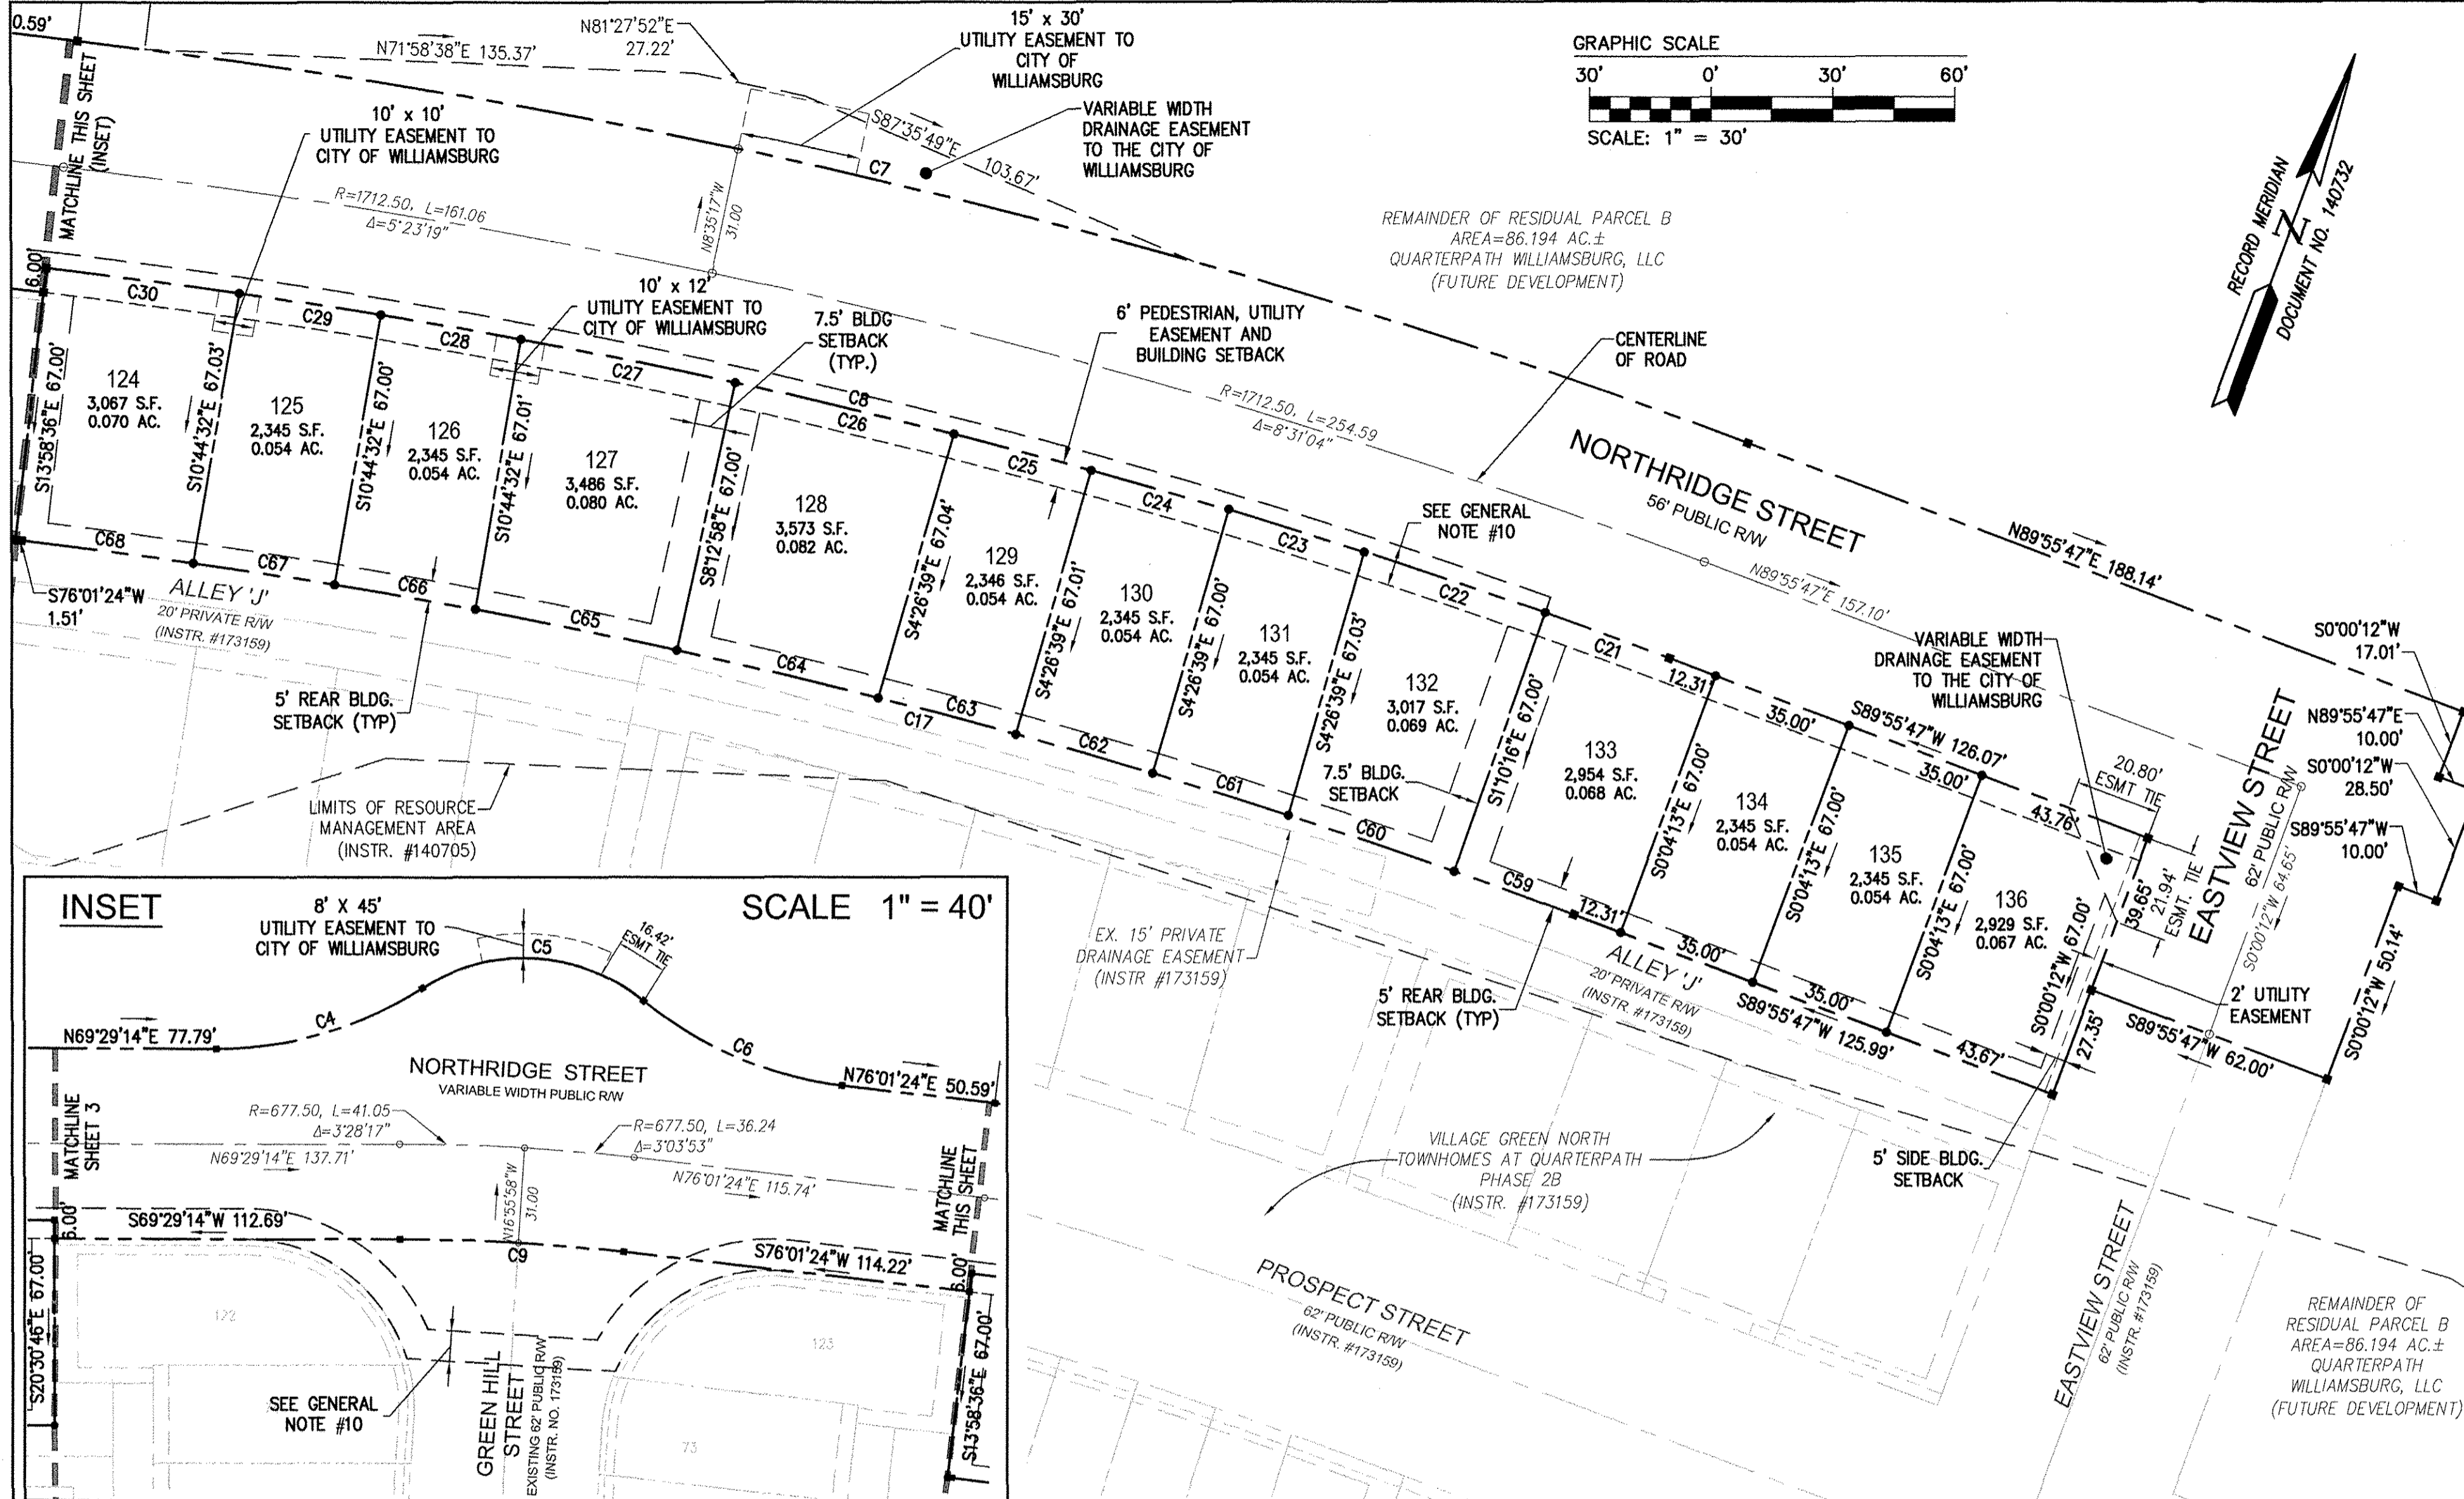 0.59'
MATCHLINE THIS SHEET
(INSET)
N71°58'38"E 135.37'
N81°27'52"E
27.22'
15' x 30'
UTILITY EASEMENT TO
CITY OF
WILLIAMSBURG
VARIABLE WIDTH
DRAINAGE EASEMENT
TO THE CITY OF
WILLIAMSBURG
S87°35'49"E
103.67'
C7
10' x 10'
UTILITY EASEMENT TO
CITY OF WILLIAMSBURG
R=1712.50, L=161.06
Δ=5°23'19"
N8°35'17"W
31.00
GRAPHIC SCALE
30'
0'
30'
60'
SCALE: 1" = 30'
RECORD MERIDIAN
N
DOCUMENT NO. 140732
REMAINDER OF RESIDUAL PARCEL B
AREA=86.194 AC.±
QUARTERPATH WILLIAMSBURG, LLC
(FUTURE DEVELOPMENT)
10' x 12'
UTILITY EASEMENT TO
CITY OF WILLIAMSBURG
7.5' BLDG
SETBACK
(TYP.)
6' PEDESTRIAN, UTILITY
EASEMENT AND
BUILDING SETBACK
CENTERLINE
OF ROAD
R=1712.50, L=254.59
Δ=8°31'04"
NORTHRIDGE STREET
56' PUBLIC R/W
N89°55'47"E 188.14'
N89°55'47"E 157.10'
SEE GENERAL
NOTE #10
6.00'
C30
C29
C28
C27
C8
C26
C25
C24
C23
C22
C21
12.31'
35.00'
S89°55'47"W 126.07'
35.00'
43.76'
20.80'
ESMT TIE
S13°58'36"E 67.00'
124
3,067 S.F.
0.070 AC.
S10°44'32"E 67.03'
125
2,345 S.F.
0.054 AC.
S10°44'32"E 67.00'
126
2,345 S.F.
0.054 AC.
S10°44'32"E 67.01'
127
3,486 S.F.
0.080 AC.
S8°12'58"E 67.00'
128
3,573 S.F.
0.082 AC.
S4°26'39"E 67.04'
129
2,346 S.F.
0.054 AC.
S4°26'39"E 67.01'
130
2,345 S.F.
0.054 AC.
S4°26'39"E 67.00'
131
2,345 S.F.
0.054 AC.
S4°26'39"E 67.03'
132
3,017 S.F.
0.069 AC.
7.5' BLDG.
SETBACK
S1°10'16"E 67.00'
133
2,954 S.F.
0.068 AC.
S0°04'13"E 67.00'
134
2,345 S.F.
0.054 AC.
S0°04'13"E 67.00'
135
2,345 S.F.
0.054 AC.
S0°04'13"E 67.00'
136
2,929 S.F.
0.067 AC.
S0°00'12"W 67.00'
39.65'
21.94'
ESMT. TIE
VARIABLE WIDTH
DRAINAGE EASEMENT
TO THE CITY OF
WILLIAMSBURG
EASTVIEW STREET
62' PUBLIC R/W
S0°00'12"W 64.65'
S0°00'12"W
17.01'
N89°55'47"E
10.00'
S0°00'12"W
28.50'
S89°55'47"W
10.00'
S0°00'12"W 50.14'
2' UTILITY
EASEMENT
S89°55'47"W 62.00'
27.35'
C68
C67
C66
C65
C64
C63
C17
C62
C61
C60
C59
12.31'
35.00'
35.00'
43.67'
S89°55'47"W 125.99'
S76°01'24"W
1.51'
ALLEY 'J'
20' PRIVATE R/W
(INSTR. #173159)
5' REAR BLDG.
SETBACK (TYP)
LIMITS OF RESOURCE
MANAGEMENT AREA
(INSTR. #140705)
EX. 15' PRIVATE
DRAINAGE EASEMENT
(INSTR #173159)
5' REAR BLDG.
SETBACK (TYP)
ALLEY 'J'
20' PRIVATE R/W
(INSTR. #173159)
VILLAGE GREEN NORTH
TOWNHOMES AT QUARTERPATH
PHASE 2B
(INSTR. #173159)
5' SIDE BLDG.
SETBACK
PROSPECT STREET
62' PUBLIC R/W
(INSTR. #173159)
EASTVIEW STREET
62' PUBLIC R/W
(INSTR. #173159)
REMAINDER OF
RESIDUAL PARCEL B
AREA=86.194 AC.±
QUARTERPATH
WILLIAMSBURG, LLC
(FUTURE DEVELOPMENT)
INSET
SCALE 1" = 40'
8' X 45'
UTILITY EASEMENT TO
CITY OF WILLIAMSBURG
C5
16.42'
ESMT TIE
N69°29'14"E 77.79'
C4
C6
N76°01'24"E 50.59'
NORTHRIDGE STREET
VARIABLE WIDTH PUBLIC R/W
MATCHLINE
SHEET 3
R=677.50, L=41.05
Δ=3°28'17"
N69°29'14"E 137.71'
R=677.50, L=36.24
Δ=3°03'53"
N76°01'24"E 115.74'
N16°55'58"W
31.00
MATCHLINE
THIS SHEET
6.00'
S69°29'14"W 112.69'
C9
S76°01'24"W 114.22'
6.00'
S20°30'46"E 67.00'
122
123
73
SEE GENERAL
NOTE #10
GREEN HILL
STREET
EXISTING 62' PUBLIC R/W
(INSTR. NO. 173159)
S13°58'36"E 67.00'